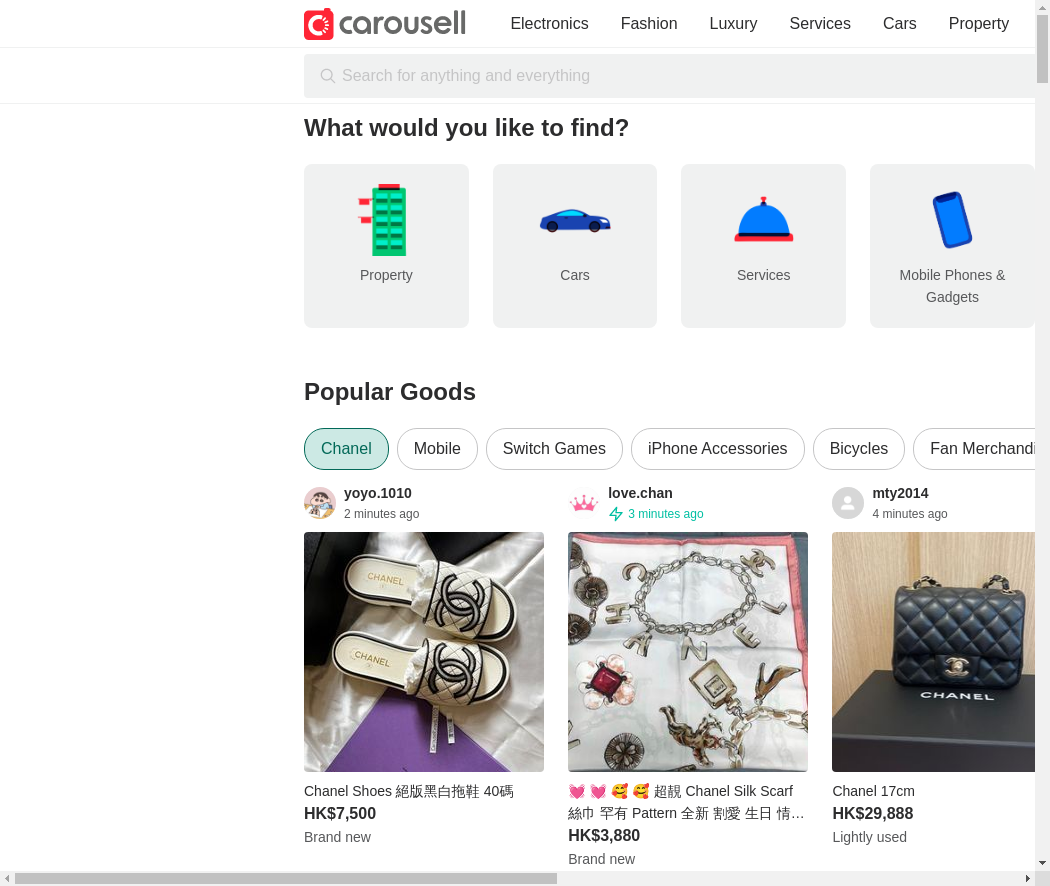 carousell
Electronics
Fashion
Luxury
Services
Cars
Property
Search for anything and everything
What would you like to find?
Property
Cars
Services
Mobile Phones &
Gadgets
Popular Goods
Chanel
Mobile
Switch Games
iPhone Accessories
Bicycles
Fan Merchandi
yoyo.1010
2 minutes ago
love.chan
3 minutes ago
mty2014
4 minutes ago
CHANEL
CHANEL
CHANEL
CHANEL
Chanel Shoes 絕版黑白拖鞋 40碼
HK$7,500
Brand new
💓 💓 🥰 🥰 超靚 Chanel Silk Scarf
絲巾 罕有 Pattern 全新 割愛 生日 情…
HK$3,880
Brand new
Chanel 17cm
HK$29,888
Lightly used